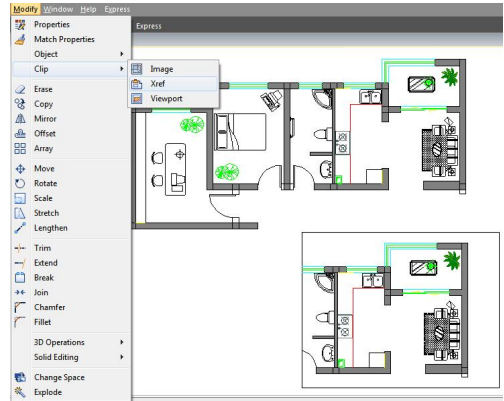 Modify Window Help Express
Properties
Express
Match Properties
Object
Clip
Image
Xref
Viewport
Erase
Copy
Mirror
Offset
Array
Move
Rotate
Scale
Stretch
Lengthen
Trim
Extend
Break
Join
Chamfer
Fillet
3D Operations
Solid Editing
Change Space
Explode